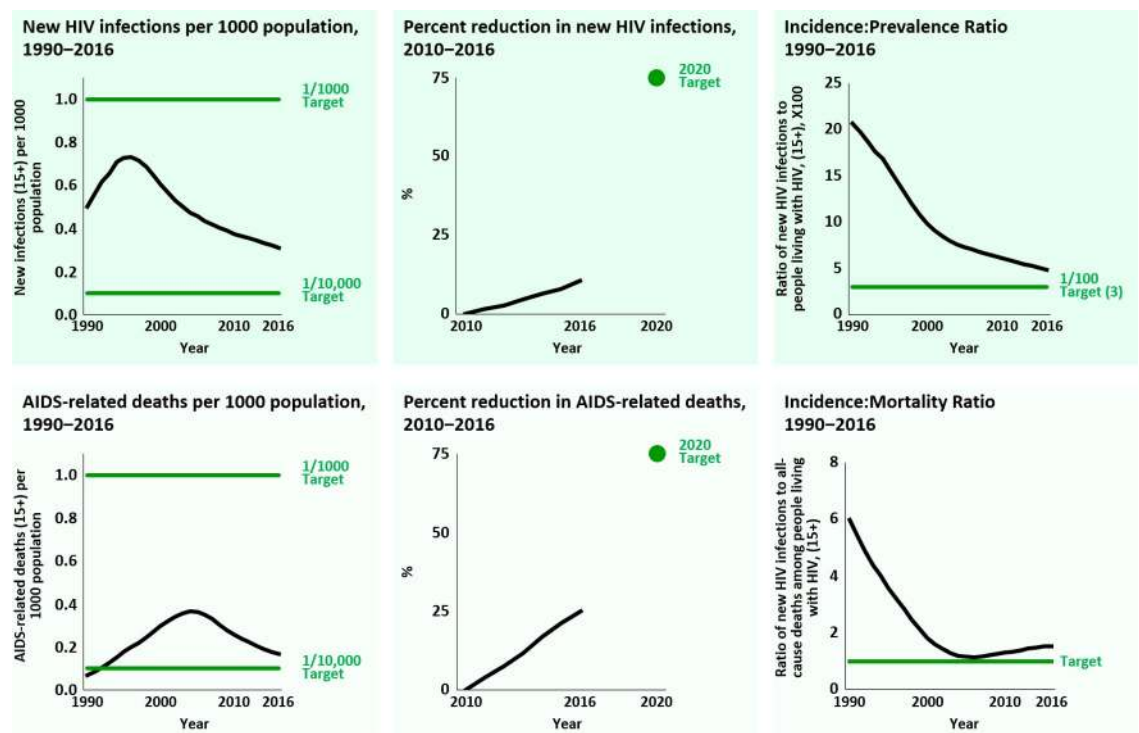 New HIV infections per 1000 population,
1990–2016
New infections (15+) per 1000
population
1.0
0.8
0.6
0.4
0.2
0.0
1/1000
Target
1/10,000
Target
1990
2000
2010
2016
Year
Percent reduction in new HIV infections,
2010–2016
%
75
50
25
0
2020
Target
2010
2016
2020
Year
Incidence:Prevalence Ratio
1990–2016
Ratio of new HIV infections to
people living with HIV, (15+), X100
25
20
15
10
5
0
1/100
Target (3)
1990
2000
2010
2016
Year
AIDS-related deaths per 1000 population,
1990–2016
AIDS-related deaths (15+) per
1000 population
1.0
0.8
0.6
0.4
0.2
0.0
1/1000
Target
1/10,000
Target
1990
2000
2010
2016
Year
Percent reduction in AIDS-related deaths,
2010–2016
%
75
50
25
0
2020
Target
2010
2016
2020
Year
Incidence:Mortality Ratio
1990–2016
Ratio of new HIV infections to all-
cause deaths among people living
with HIV, (15+)
8
6
4
2
0
Target
1990
2000
2010
2016
Year